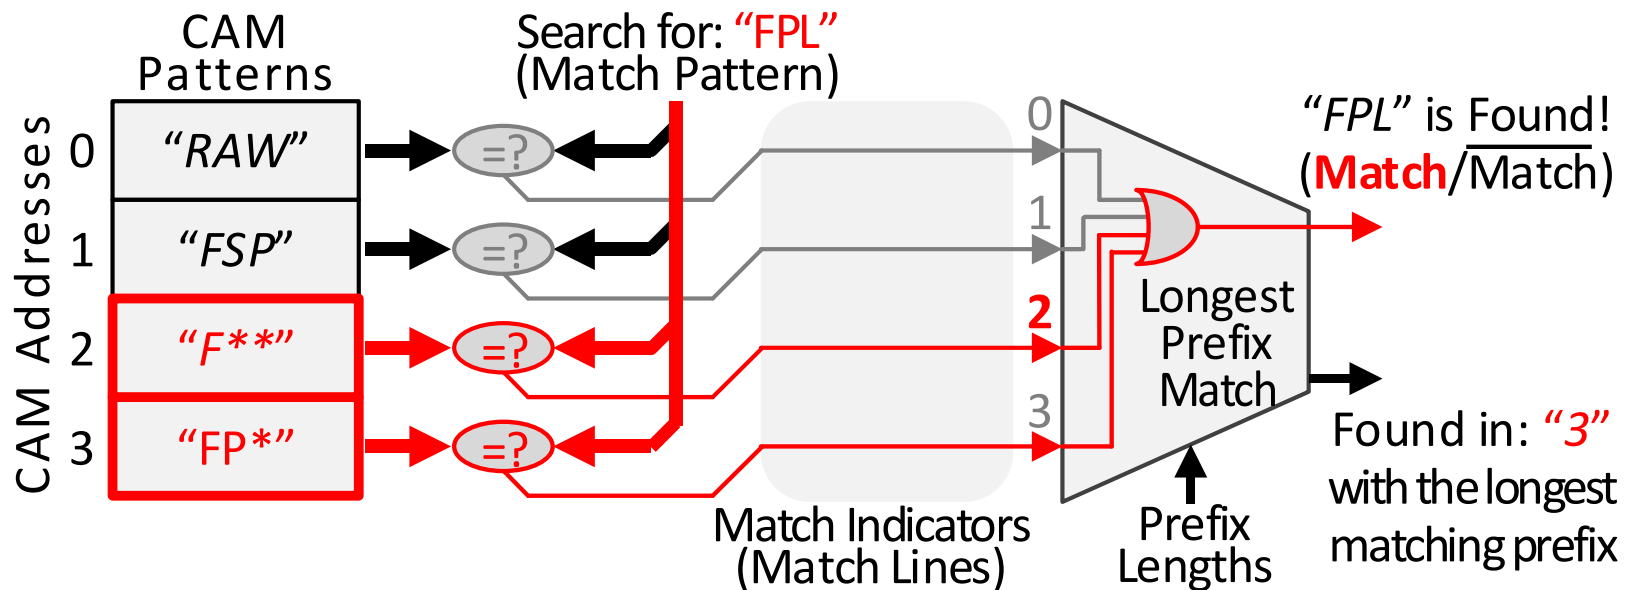 CAM
Patterns
Search for: “FPL”
(Match Pattern)
CAM Addresses
0
“RAW”
=?
0
“FPL” is Found!
(Match/Match)
1
“FSP”
=?
1
2
“F**”
=?
2
Longest
Prefix
Match
3
“FP*”
=?
3
Found in: “3”
with the longest
matching prefix
Match Indicators
(Match Lines)
Prefix
Lengths